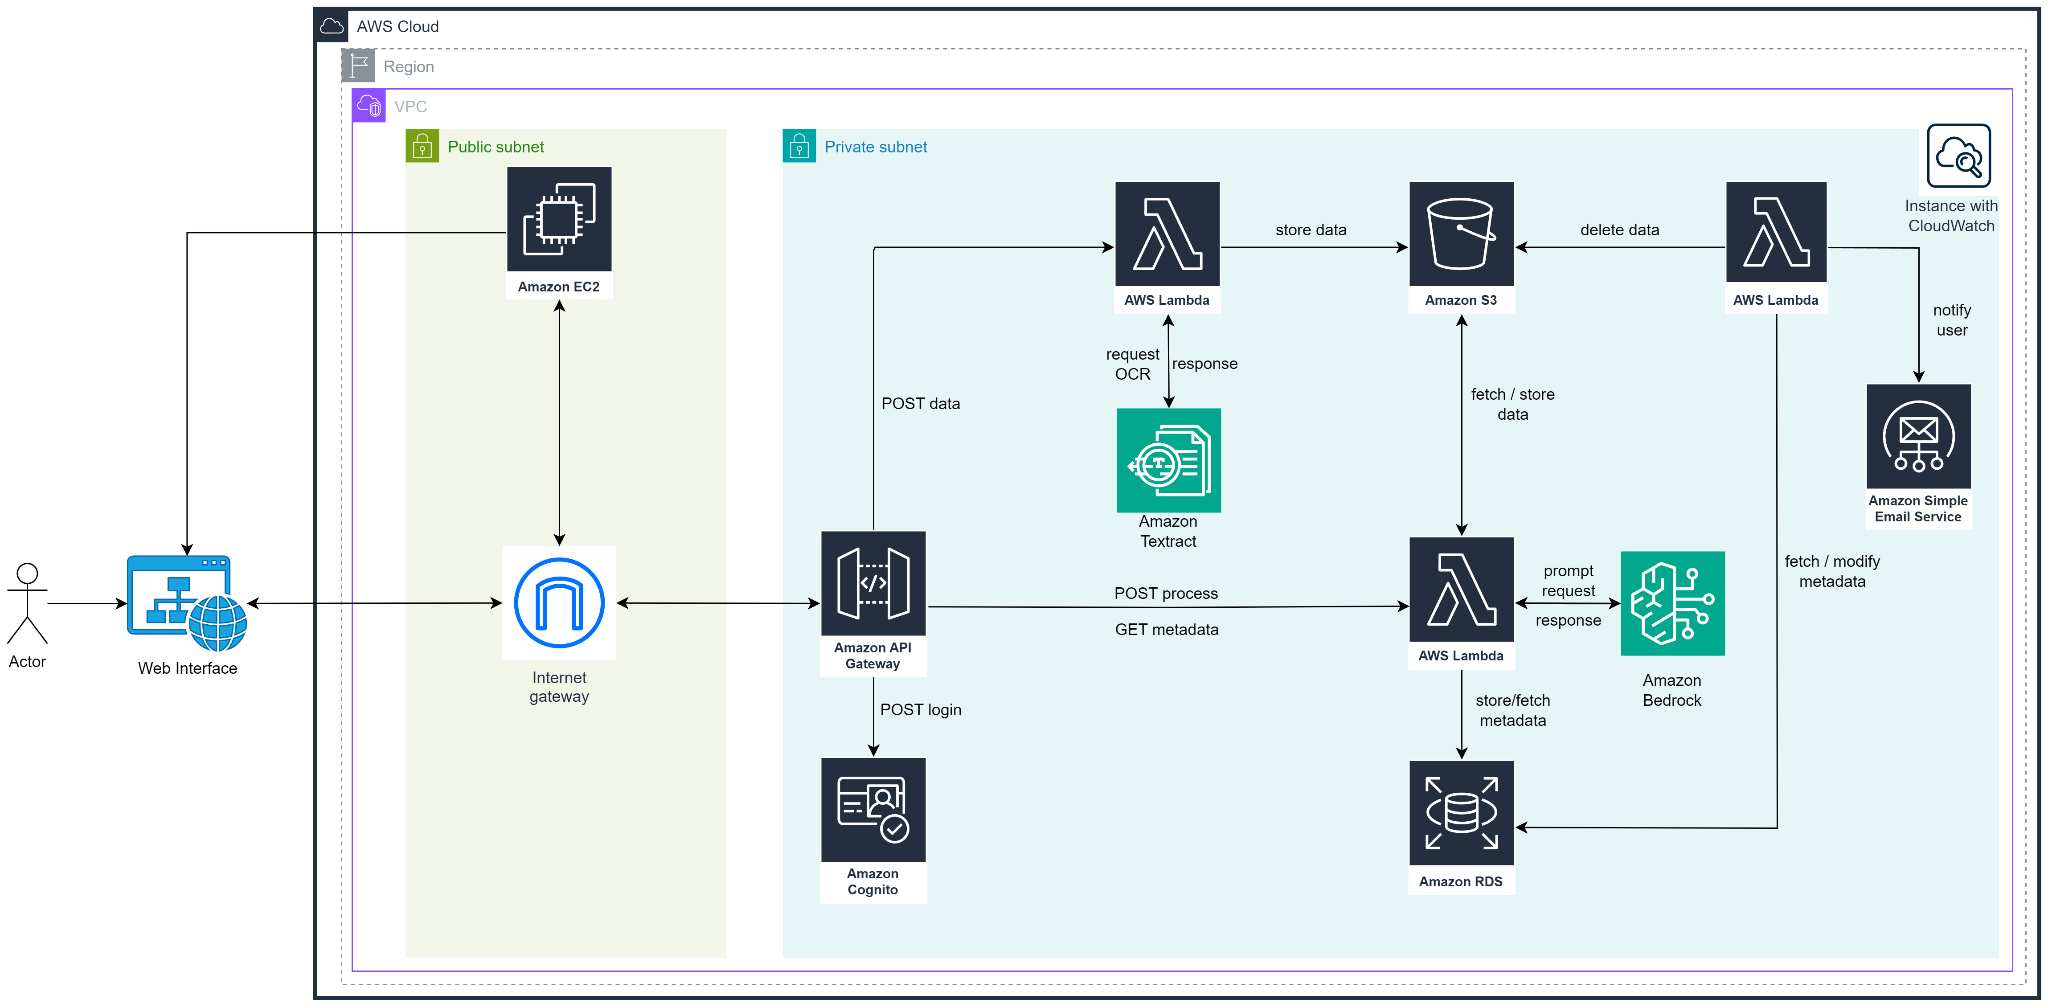 AWS Cloud
Region
VPC
Public subnet
Private subnet
Instance with
CloudWatch
Amazon EC2
AWS Lambda
store data
Amazon S3
delete data
AWS Lambda
notify
user
request
OCR
response
fetch / store
data
POST data
Amazon
Textract
Amazon Simple
Email Service
Actor
Web Interface
Internet
gateway
Amazon API
Gateway
POST process
GET metadata
AWS Lambda
prompt
request
response
Amazon
Bedrock
fetch / modify
metadata
POST login
store/fetch
metadata
Amazon
Cognito
Amazon RDS